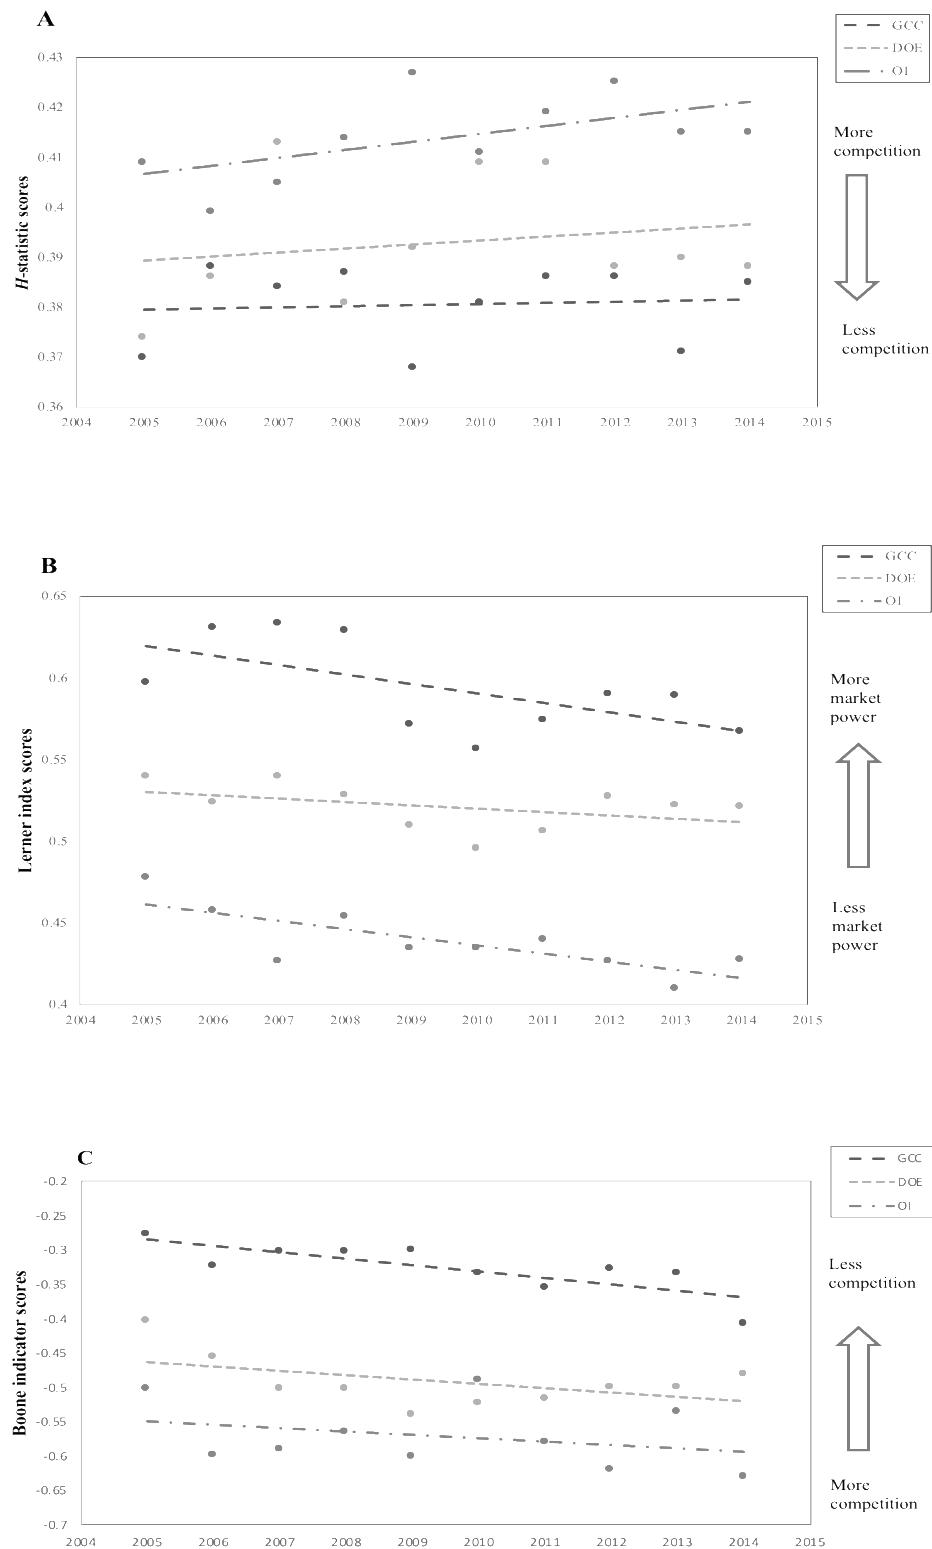 A
GCC
DOE
OI
0.43
0.42
0.41
0.4
0.39
0.38
0.37
0.36
H-statistic scores
2004 2005 2006 2007 2008 2009 2010 2011 2012 2013 2014 2015
More
competition
Less
competition
B
GCC
DOE
OI
0.65
0.6
0.55
0.5
0.45
0.4
Lerner index scores
2004 2005 2006 2007 2008 2009 2010 2011 2012 2013 2014 2015
More
market
power
Less
market
power
C
GCC
DOE
OI
-0.2
-0.25
-0.3
-0.35
-0.4
-0.45
-0.5
-0.55
-0.6
-0.65
-0.7
Boone indicator scores
2004 2005 2006 2007 2008 2009 2010 2011 2012 2013 2014 2015
Less
competition
More
competition